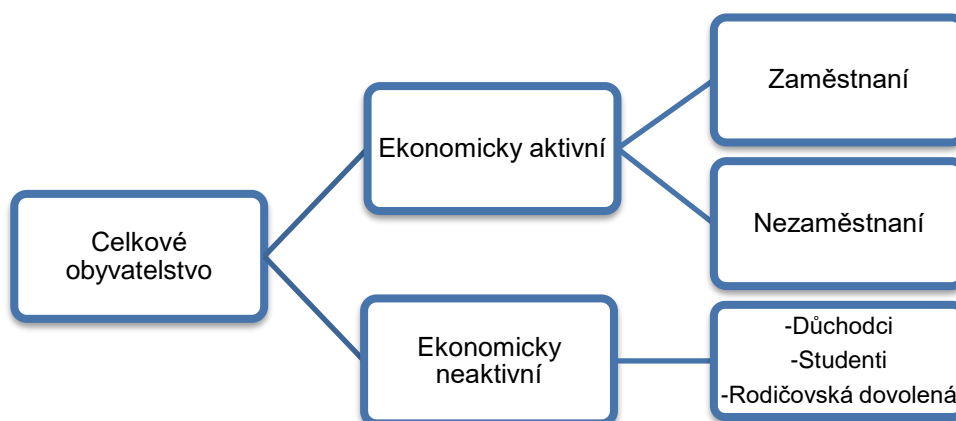 Celkové
obyvatelstvo
Ekonomicky aktivní
Zaměstnaní
Nezaměstnaní
Ekonomicky
neaktivní
-Důchodci
-Studenti
-Rodičovská dovolená